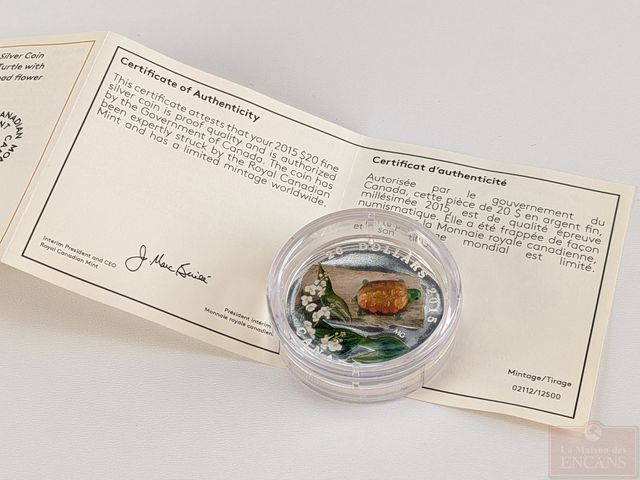 Silver Coin
Turtle with
ad flower
Certificate of Authenticity
This certificate attests that your 2015 $20 fine
silver coin is proof quality and is authorized
by the Government of Canada. The coin has
been expertly struck by the Royal Canadian
Mint and has a limited mintage worldwide.
Interim President and CEO
Royal Canadian Mint
Président intérim
Monnaie royale canadien
Certificat d'authenticité
Autorisée par le gouvernement du
Canada, cette pièce de 20 $ en argent fin,
millésimée 2015, est de qualité épreuve
numismatique. Elle a été frappée de façon
la Monnaie royale canadienne,
et son mondial est limité.
20 DOLLARS 2015
MG
CANADA
Mintage/Tirage
02112/12500
La Maison des
ENCANS